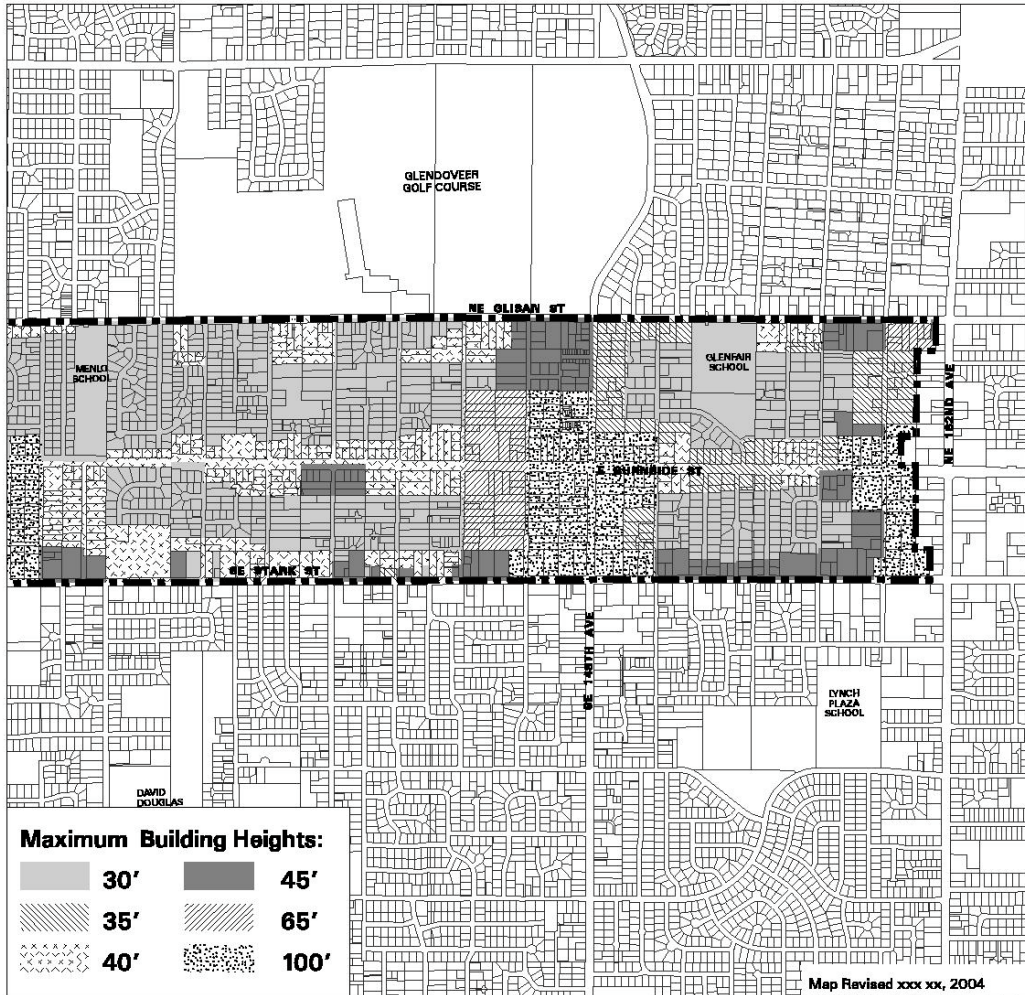 GLENDOVEER
GOLF COURSE
NE GLISAN ST
MENLO
SCHOOL
GLENFAIR
SCHOOL
NE 162ND AVE
E BURNSIDE ST
SE STARK ST
SE 148TH AVE
LYNCH
PLAZA
SCHOOL
DAVID
DOUGLAS
Maximum Building Heights:
30' 45'
35' 65'
40' 100'
Map Revised xxx xx, 2004